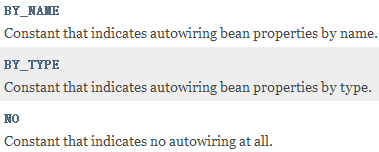 BY_NAME
Constant that indicates autowiring bean properties by name.
BY_TYPE
Constant that indicates autowiring bean properties by type.
NO
Constant that indicates no autowiring at all.